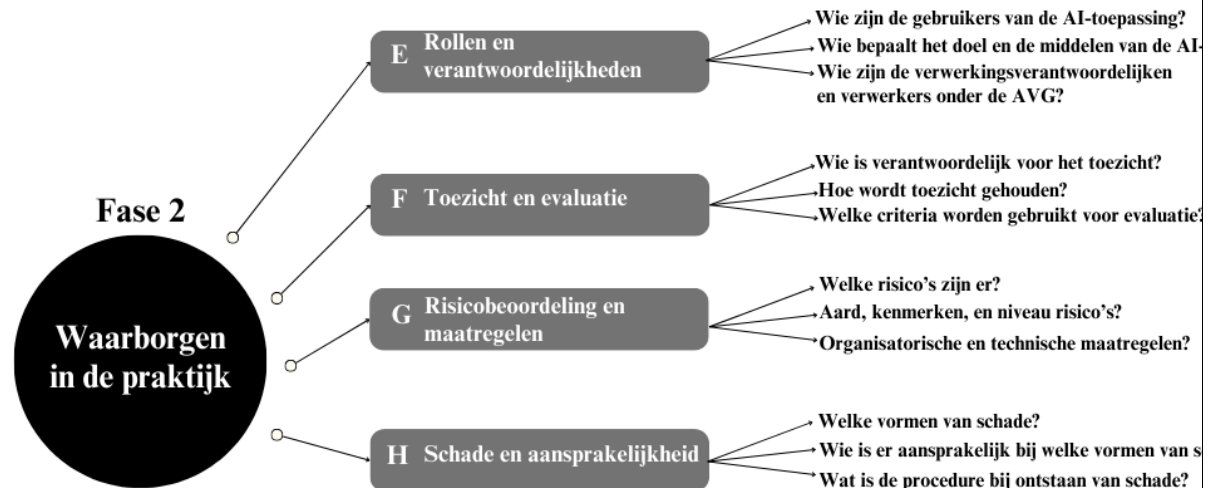 Fase 2
Waarborgen
in de praktijk
E Rollen en
verantwoordelijkheden
Wie zijn de gebruikers van de AI-toepassing?
Wie bepaalt het doel en de middelen van de AI-
Wie zijn de verwerkingsverantwoordelijken
en verwerkers onder de AVG?
F Toezicht en evaluatie
Wie is verantwoordelijk voor het toezicht?
Hoe wordt toezicht gehouden?
Welke criteria worden gebruikt voor evaluatie?
G Risicobeoordeling en
maatregelen
Welke risico's zijn er?
Aard, kenmerken, en niveau risico's?
Organisatorische en technische maatregelen?
H Schade en aansprakelijkheid
Welke vormen van schade?
Wie is er aansprakelijk bij welke vormen van
Wat is de procedure bij ontstaan van schade?